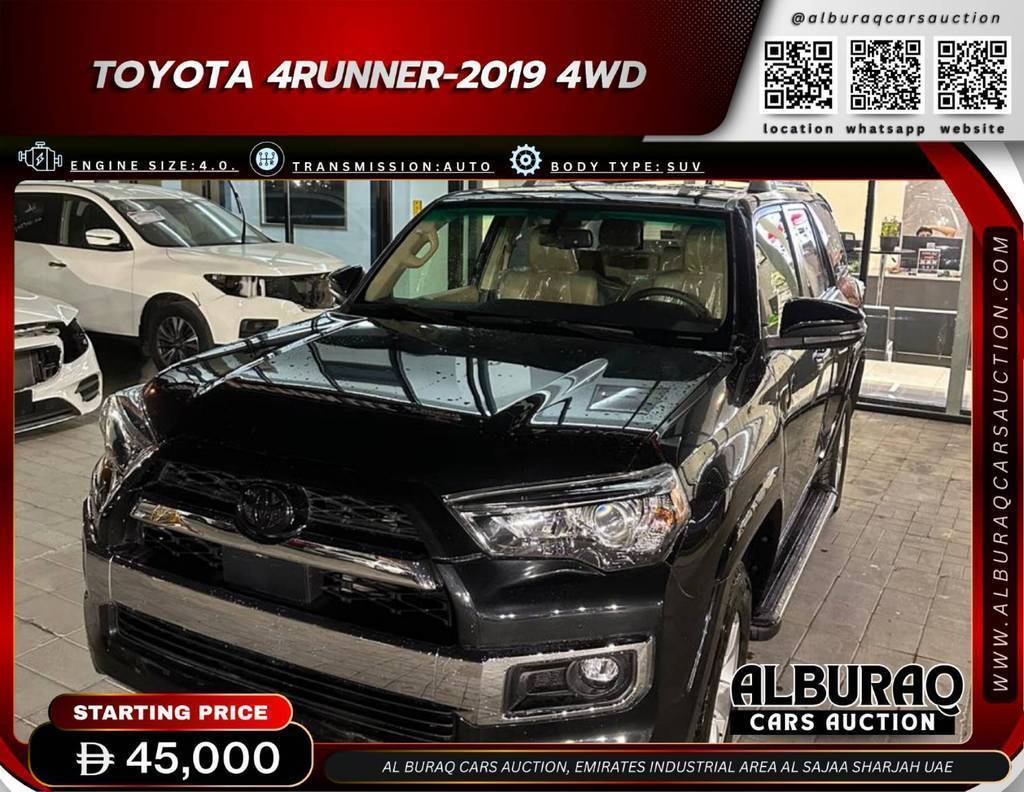 @alburaqcarsauction
TOYOTA 4RUNNER-2019 4WD
location whatsapp website
ENGINE SIZE:4.0.
TRANSMISSION:AUTO
BODY TYPE: SUV
WWW.ALBURAQCARSAUCTION.COM
ALBURAQ
CARS AUCTION
STARTING PRICE
45,000
AL BURAQ CARS AUCTION, EMIRATES INDUSTRIAL AREA AL SAJAA SHARJAH UAE